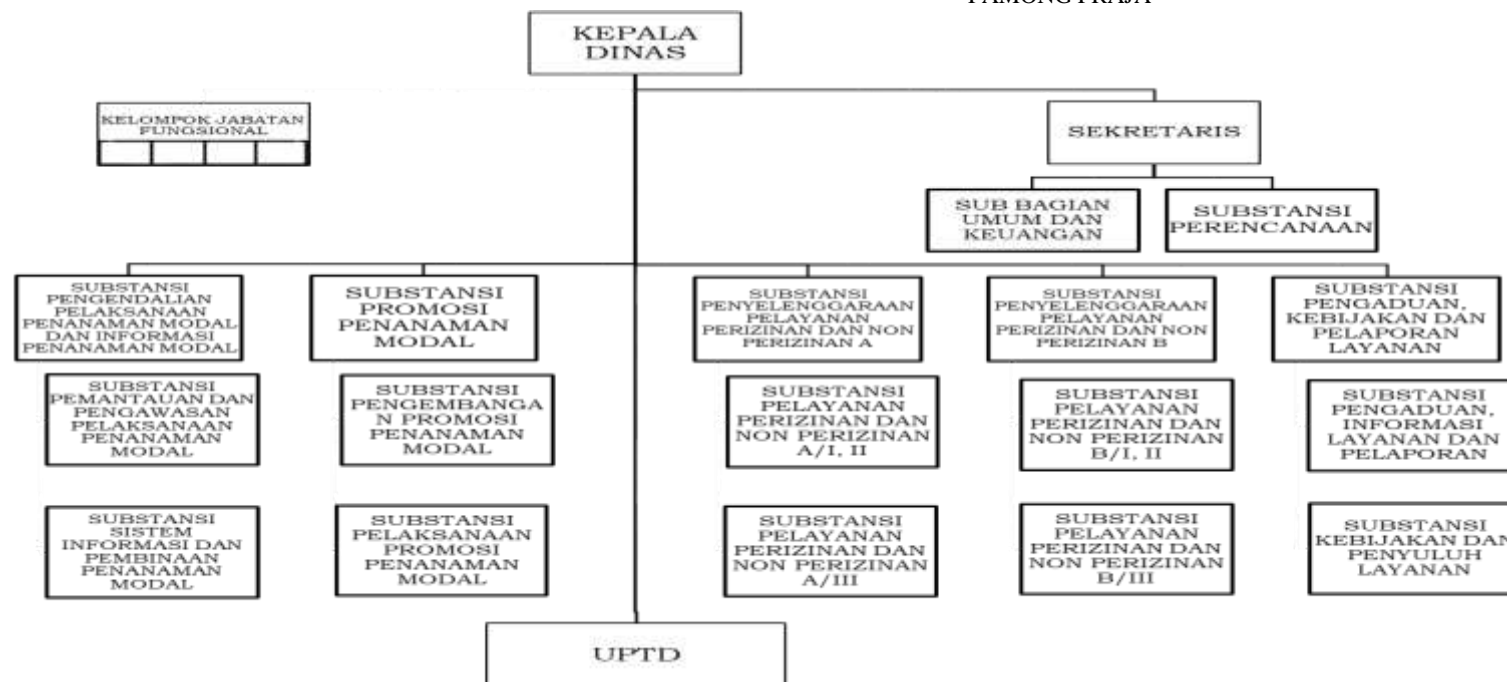 PAMONG PRAJA
KEPALA
DINAS
KELOMPOK JABATAN
FUNGSIONAL
SEKRETARIS
SUB BAGIAN
UMUM DAN
KEUANGAN
SUBSTANSI
PERENCANAAN
SUBSTANSI
PENGENDALIAN
PELAKSANAAN
PENANAMAN MODAL
DAN INFORMASI
PENANAMAN MODAL
SUBSTANSI
PROMOSI
PENANAMAN
MODAL
SUBSTANSI
PENYELENGGARAAN
PELAYANAN
PERIZINAN DAN NON
PERIZINAN A
SUBSTANSI
PENYELENGGARAAN
PELAYANAN
PERIZINAN DAN NON
PERIZINAN B
SUBSTANSI
PENGADUAN,
KEBIJAKAN DAN
PELAPORAN
LAYANAN
SUBSTANSI
PEMANTAUAN DAN
PENGAWASAN
PELAKSANAAN
PENANAMAN
MODAL
SUBSTANSI
PENGEMBANGA
N PROMOSI
PENANAMAN
MODAL
SUBSTANSI
PELAYANAN
PERIZINAN DAN
NON PERIZINAN
A/I, II
SUBSTANSI
PELAYANAN
PERIZINAN DAN
NON PERIZINAN
B/I, II
SUBSTANSI
PENGADUAN,
INFORMASI
LAYANAN DAN
PELAPORAN
SUBSTANSI
SISTEM
INFORMASI DAN
PEMBINAAN
PENANAMAN
MODAL
SUBSTANSI
PELAKSANAAN
PROMOSI
PENANAMAN
MODAL
SUBSTANSI
PELAYANAN
PERIZINAN DAN
NON PERIZINAN
A/III
SUBSTANSI
PELAYANAN
PERIZINAN DAN
NON PERIZINAN
B/III
SUBSTANSI
KEBIJAKAN DAN
PENYULUH
LAYANAN
UPTD